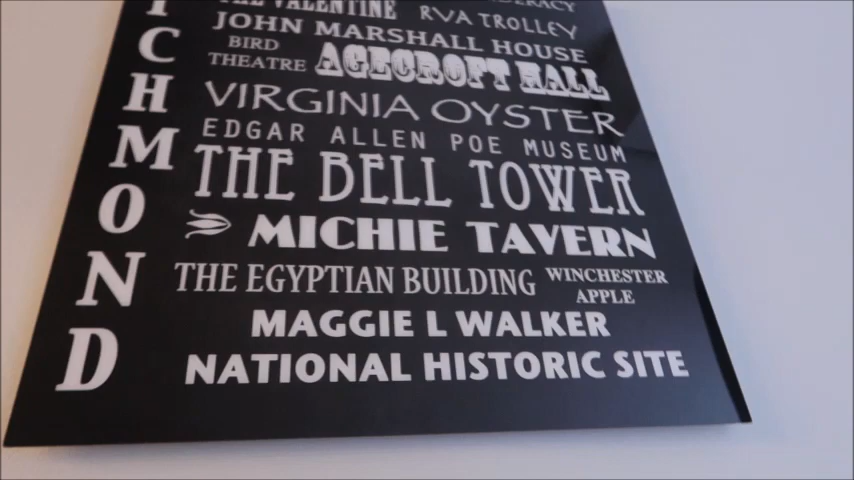 THE VALENTINE
RVA TROLLEY
JOHN MARSHALL HOUSE
BIRD
THEATRE
AGECROFT HALL
VIRGINIA OYSTER
EDGAR ALLEN POE MUSEUM
THE BELL TOWER
MICHIE TAVERN
THE EGYPTIAN BUILDING
WINCHESTER
APPLE
MAGGIE L WALKER
NATIONAL HISTORIC SITE
CHMOND